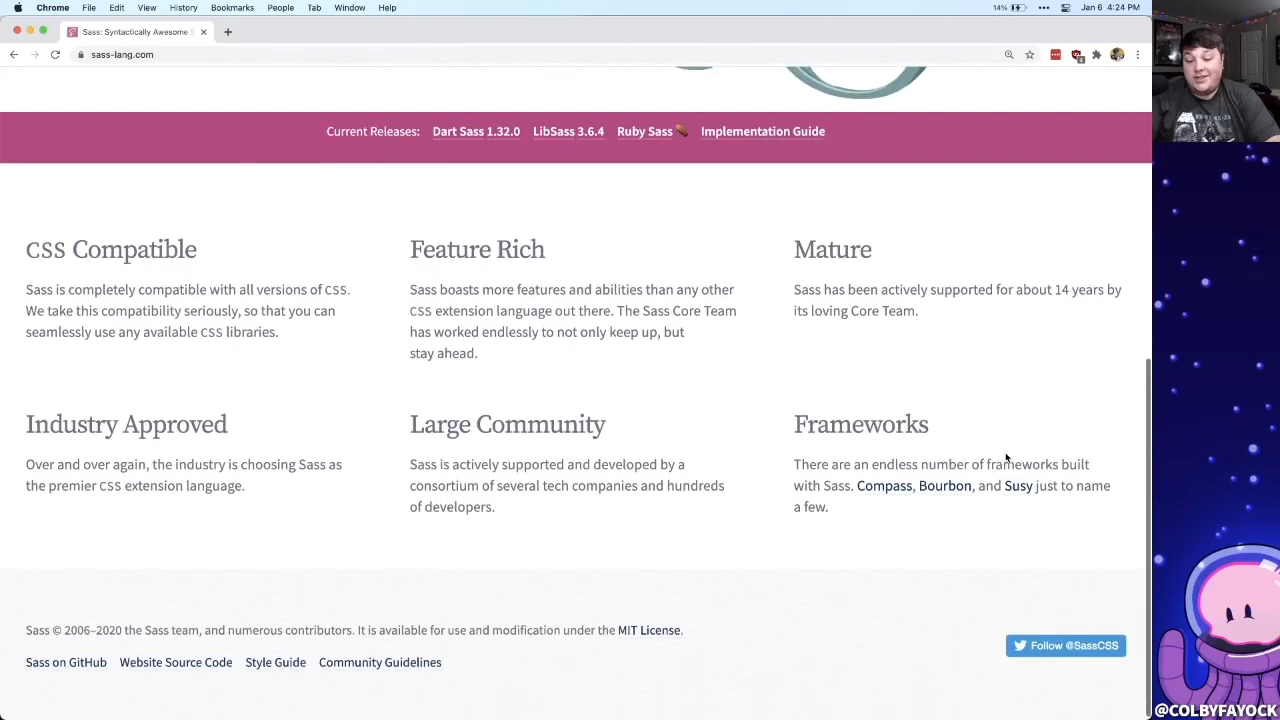 Chrome File Edit View History Bookmarks People Tab Window Help 14% Jan 6 4:24 PM
Sass: Syntactically Awesome S
sass-lang.com
Current Releases: Dart Sass 1.32.0 LibSass 3.6.4 Ruby Sass Implementation Guide
CSS Compatible
Sass is completely compatible with all versions of CSS.
We take this compatibility seriously, so that you can
seamlessly use any available CSS libraries.
Feature Rich
Sass boasts more features and abilities than any other
CSS extension language out there. The Sass Core Team
has worked endlessly to not only keep up, but
stay ahead.
Mature
Sass has been actively supported for about 14 years by
its loving Core Team.
Industry Approved
Over and over again, the industry is choosing Sass as
the premier CSS extension language.
Large Community
Sass is actively supported and developed by a
consortium of several tech companies and hundreds
of developers.
Frameworks
There are an endless number of frameworks built
with Sass. Compass, Bourbon, and Susy just to name
a few.
Sass © 2006–2020 the Sass team, and numerous contributors. It is available for use and modification under the MIT License.
Sass on GitHub Website Source Code Style Guide Community Guidelines
Follow @SassCSS
@COLBYFAYOCK